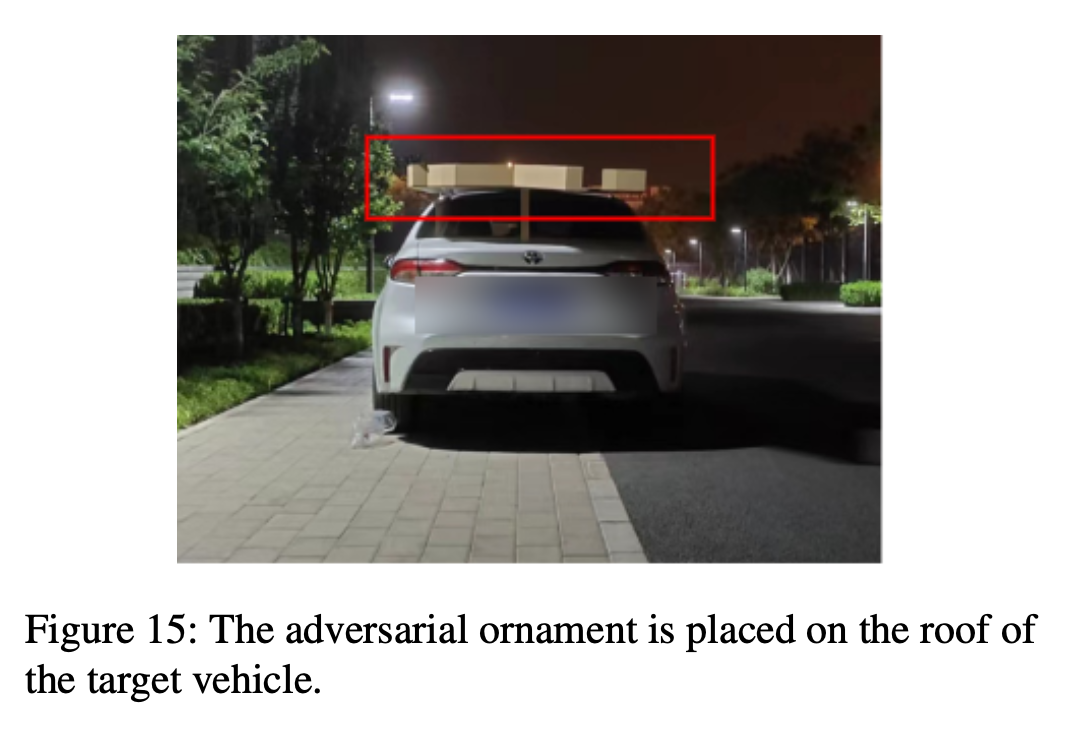 Figure 15: The adversarial ornament is placed on the roof of
the target vehicle.